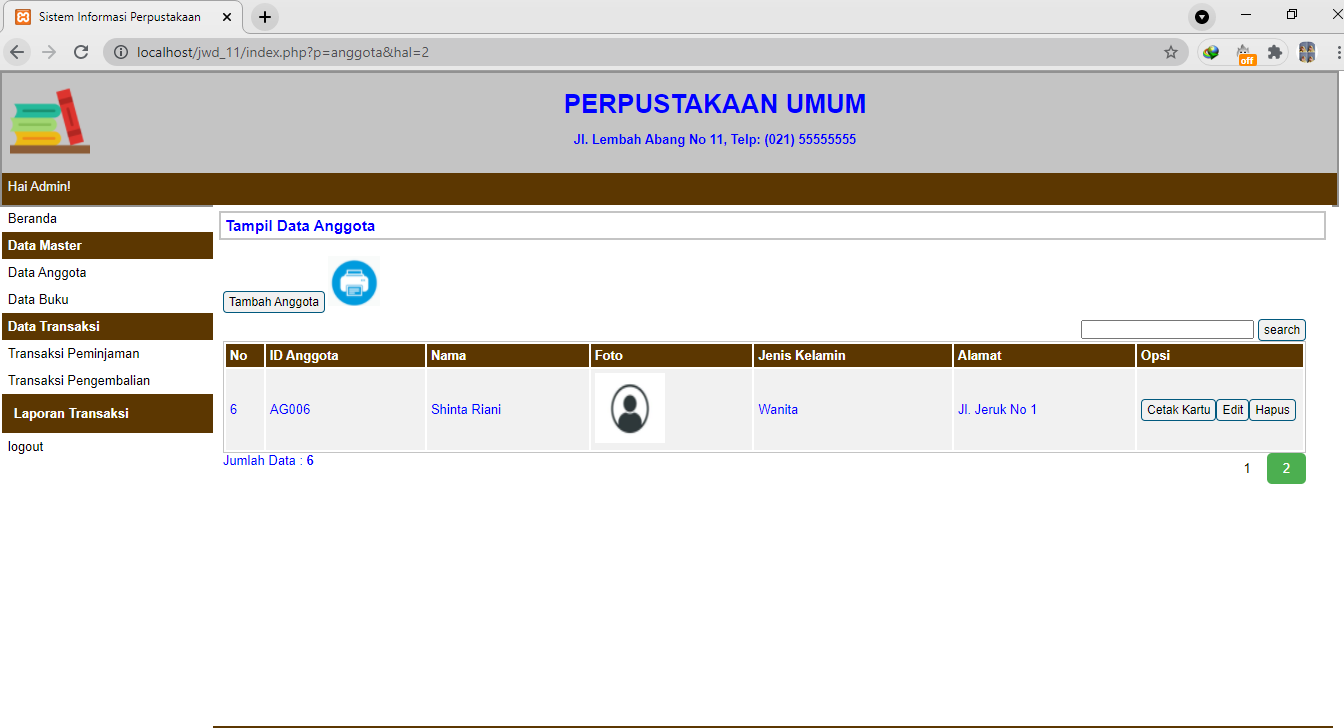 Sistem Informasi Perpustakaan
localhost/jwd_11/index.php?p=anggota&hal=2
off
PERPUSTAKAAN UMUM
Jl. Lembah Abang No 11, Telp: (021) 55555555
Hai Admin!
Beranda
Data Master
Data Anggota
Data Buku
Data Transaksi
Transaksi Peminjaman
Transaksi Pengembalian
Laporan Transaksi
logout
Tampil Data Anggota
Tambah Anggota
search
No ID Anggota Nama Foto Jenis Kelamin Alamat Opsi
6 AG006 Shinta Riani Wanita Jl. Jeruk No 1 Cetak Kartu Edit Hapus
Jumlah Data : 6 1 2